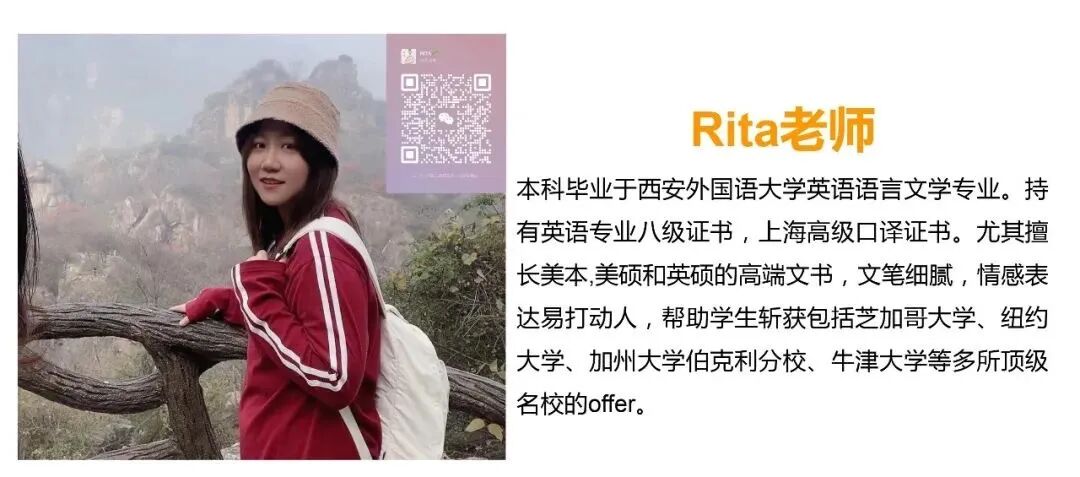 RITA
Rita老师
本科毕业于西安外国语大学英语语言文学专业。持
有英语专业八级证书，上海高级口译证书。尤其擅
长美本,美硕和英硕的高端文书，文笔细腻，情感表
达易打动人，帮助学生斩获包括芝加哥大学、纽约
大学、加州大学伯克利分校、牛津大学等多所顶级
名校的offer。